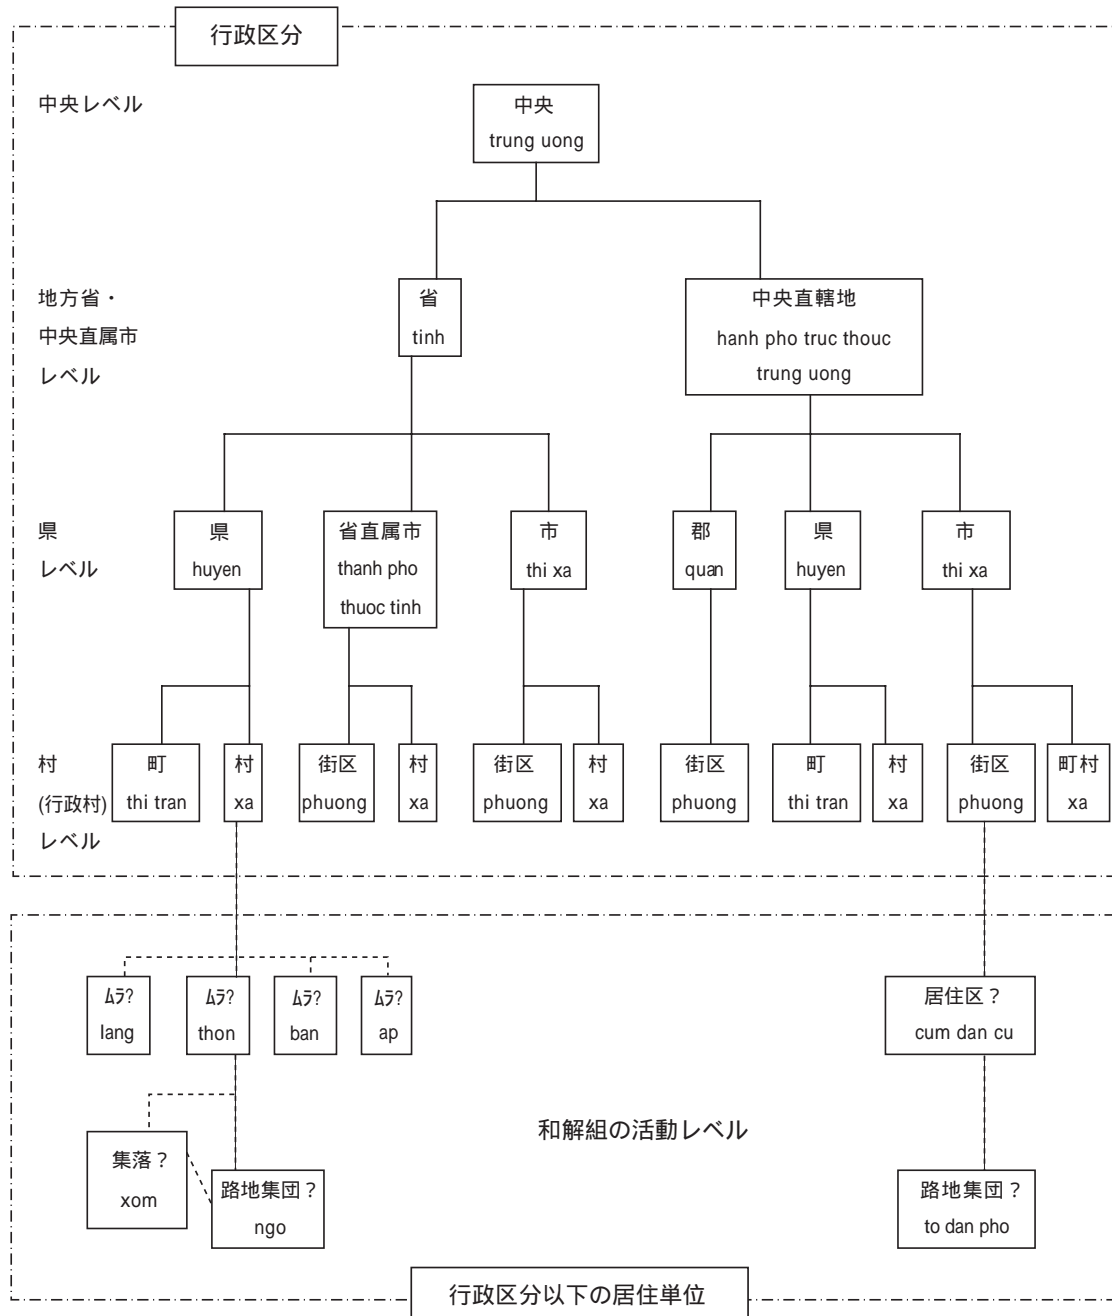 行政区分
中央レベル
中央
trung uong
地方省・
中央直属市
レベル
省
tinh
中央直轄地
hanh pho truc thouc
trung uong
県
レベル
県
huyen
省直属市
thanh pho
thuoc tinh
市
thi xa
郡
quan
県
huyen
市
thi xa
村
(行政村)
レベル
町
thi tran
村
xa
街区
phuong
村
xa
街区
phuong
村
xa
街区
phuong
町
thi tran
村
xa
街区
phuong
町村
xa
ﾑﾗ?
lang
ﾑﾗ?
thon
ﾑﾗ?
ban
ﾑﾗ?
ap
居住区？
cum dan cu
和解組の活動レベル
集落？
xom
路地集団？
ngo
路地集団？
to dan pho
行政区分以下の居住単位